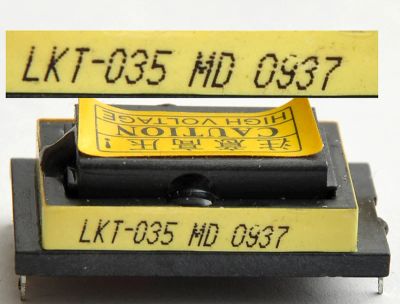 LKT-035 MD 0937
注意高压!
CAUTION
HIGH VOLTAGE
LKT-035 MD 0937